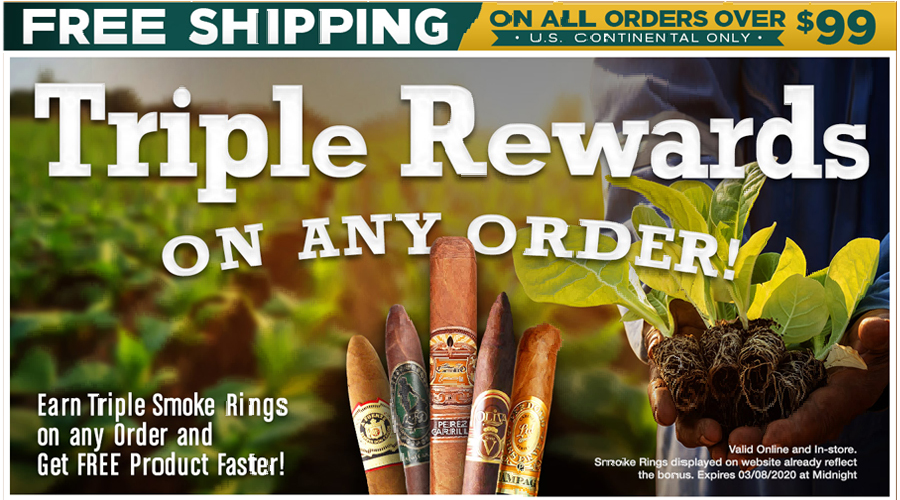 FREE SHIPPING
ON ALL ORDERS OVER $99
• U.S. CONTINENTAL ONLY •
Triple Rewards
ON ANY ORDER!
PEREZ
CARRILL
Earn Triple Smoke Rings
on any Order and
Get FREE Product Faster!
Valid Online and In-store.
Smoke Rings displayed on website already reflect
the bonus. Expires 03/08/2020 at Midnight